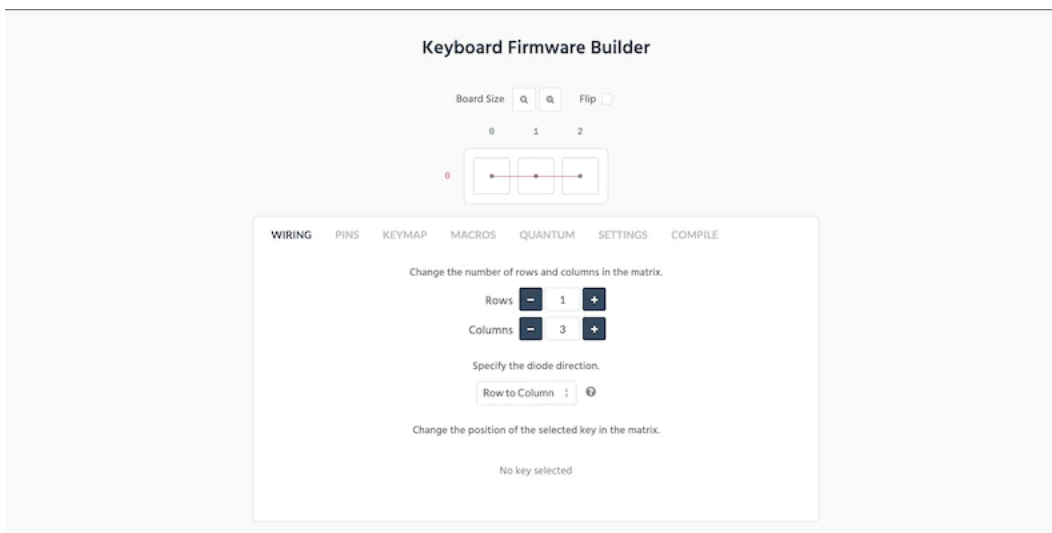 Keyboard Firmware Builder
Board Size Flip
0 1 2
0
WIRING PINS KEYMAP MACROS QUANTUM SETTINGS COMPILE
Change the number of rows and columns in the matrix.
Rows − 1 +
Columns − 3 +
Specify the diode direction.
Row to Column
Change the position of the selected key in the matrix.
No key selected